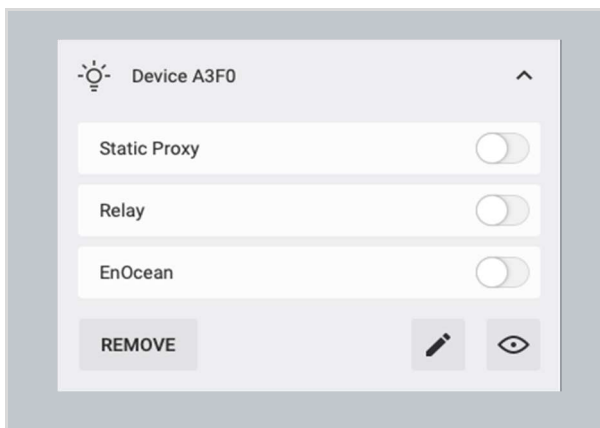 Device A3F0
Static Proxy
Relay
EnOcean
REMOVE